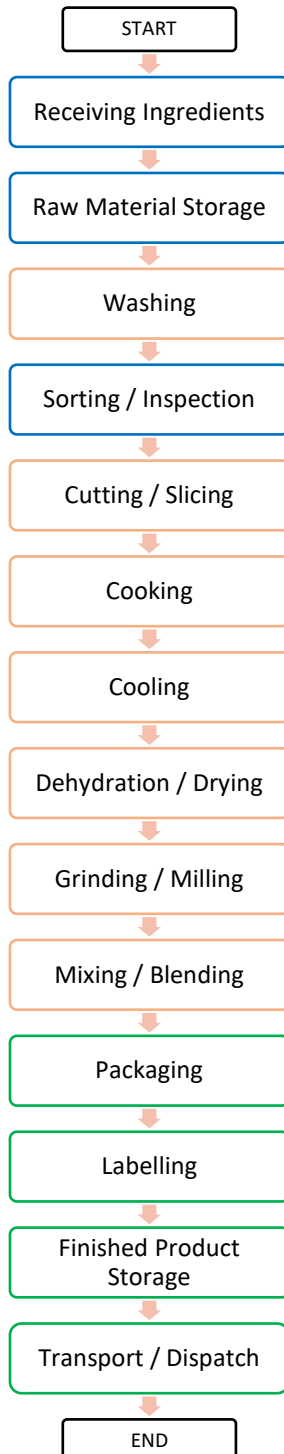 START
Receiving Ingredients
Raw Material Storage
Washing
Sorting / Inspection
Cutting / Slicing
Cooking
Cooling
Dehydration / Drying
Grinding / Milling
Mixing / Blending
Packaging
Labelling
Finished Product
Storage
Transport / Dispatch
END